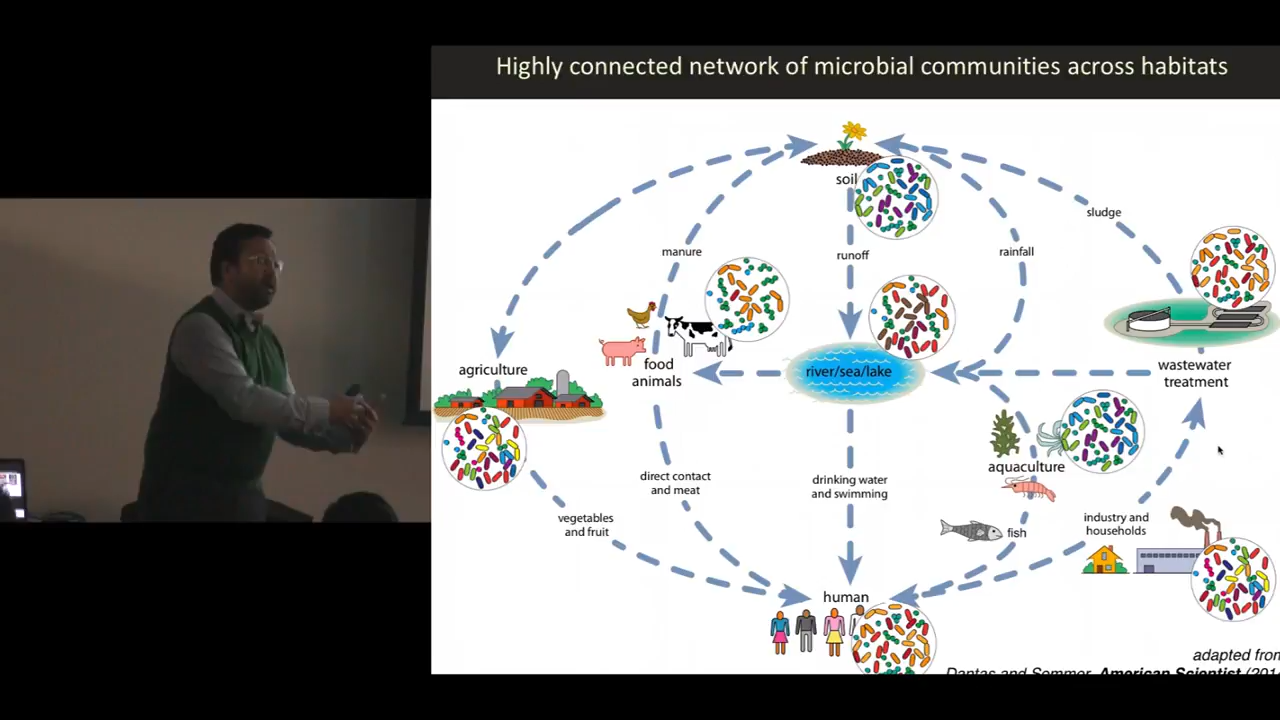 Highly connected network of microbial communities across habitats
soil
sludge
manure
runoff
rainfall
agriculture
food
animals
river/sea/lake
wastewater
treatment
aquaculture
direct contact
and meat
drinking water
and swimming
vegetables
and fruit
fish
industry and
households
human
adapted from
Dantas and Sommer, American Scientist